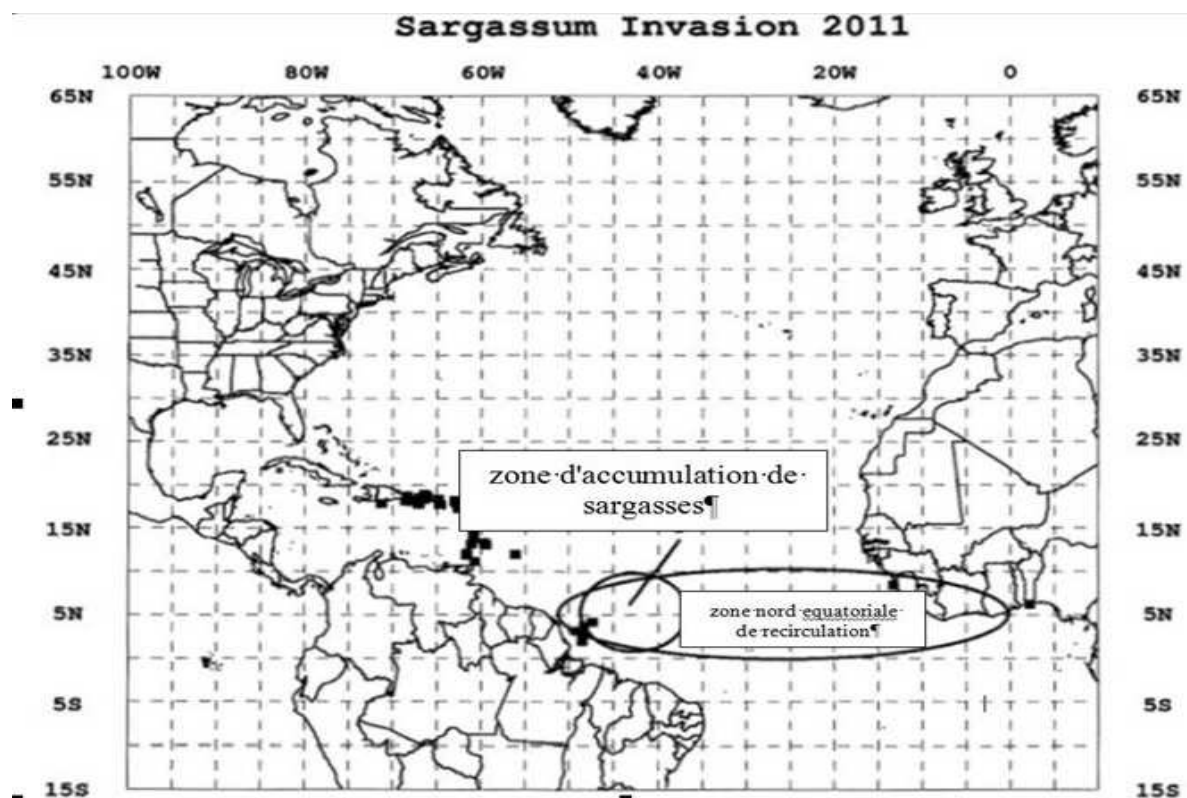 Sargassum Invasion 2011
100W 80W 60W 40W 20W 0
65N 65N
55N 55N
45N 45N
35N 35N
25N 25N
zone·d'accumulation·de·
sargasses¶
15N 15N
zone·nord·equatoriale·
de·recirculation¶
5N 5N
5S 5S
15S 15S